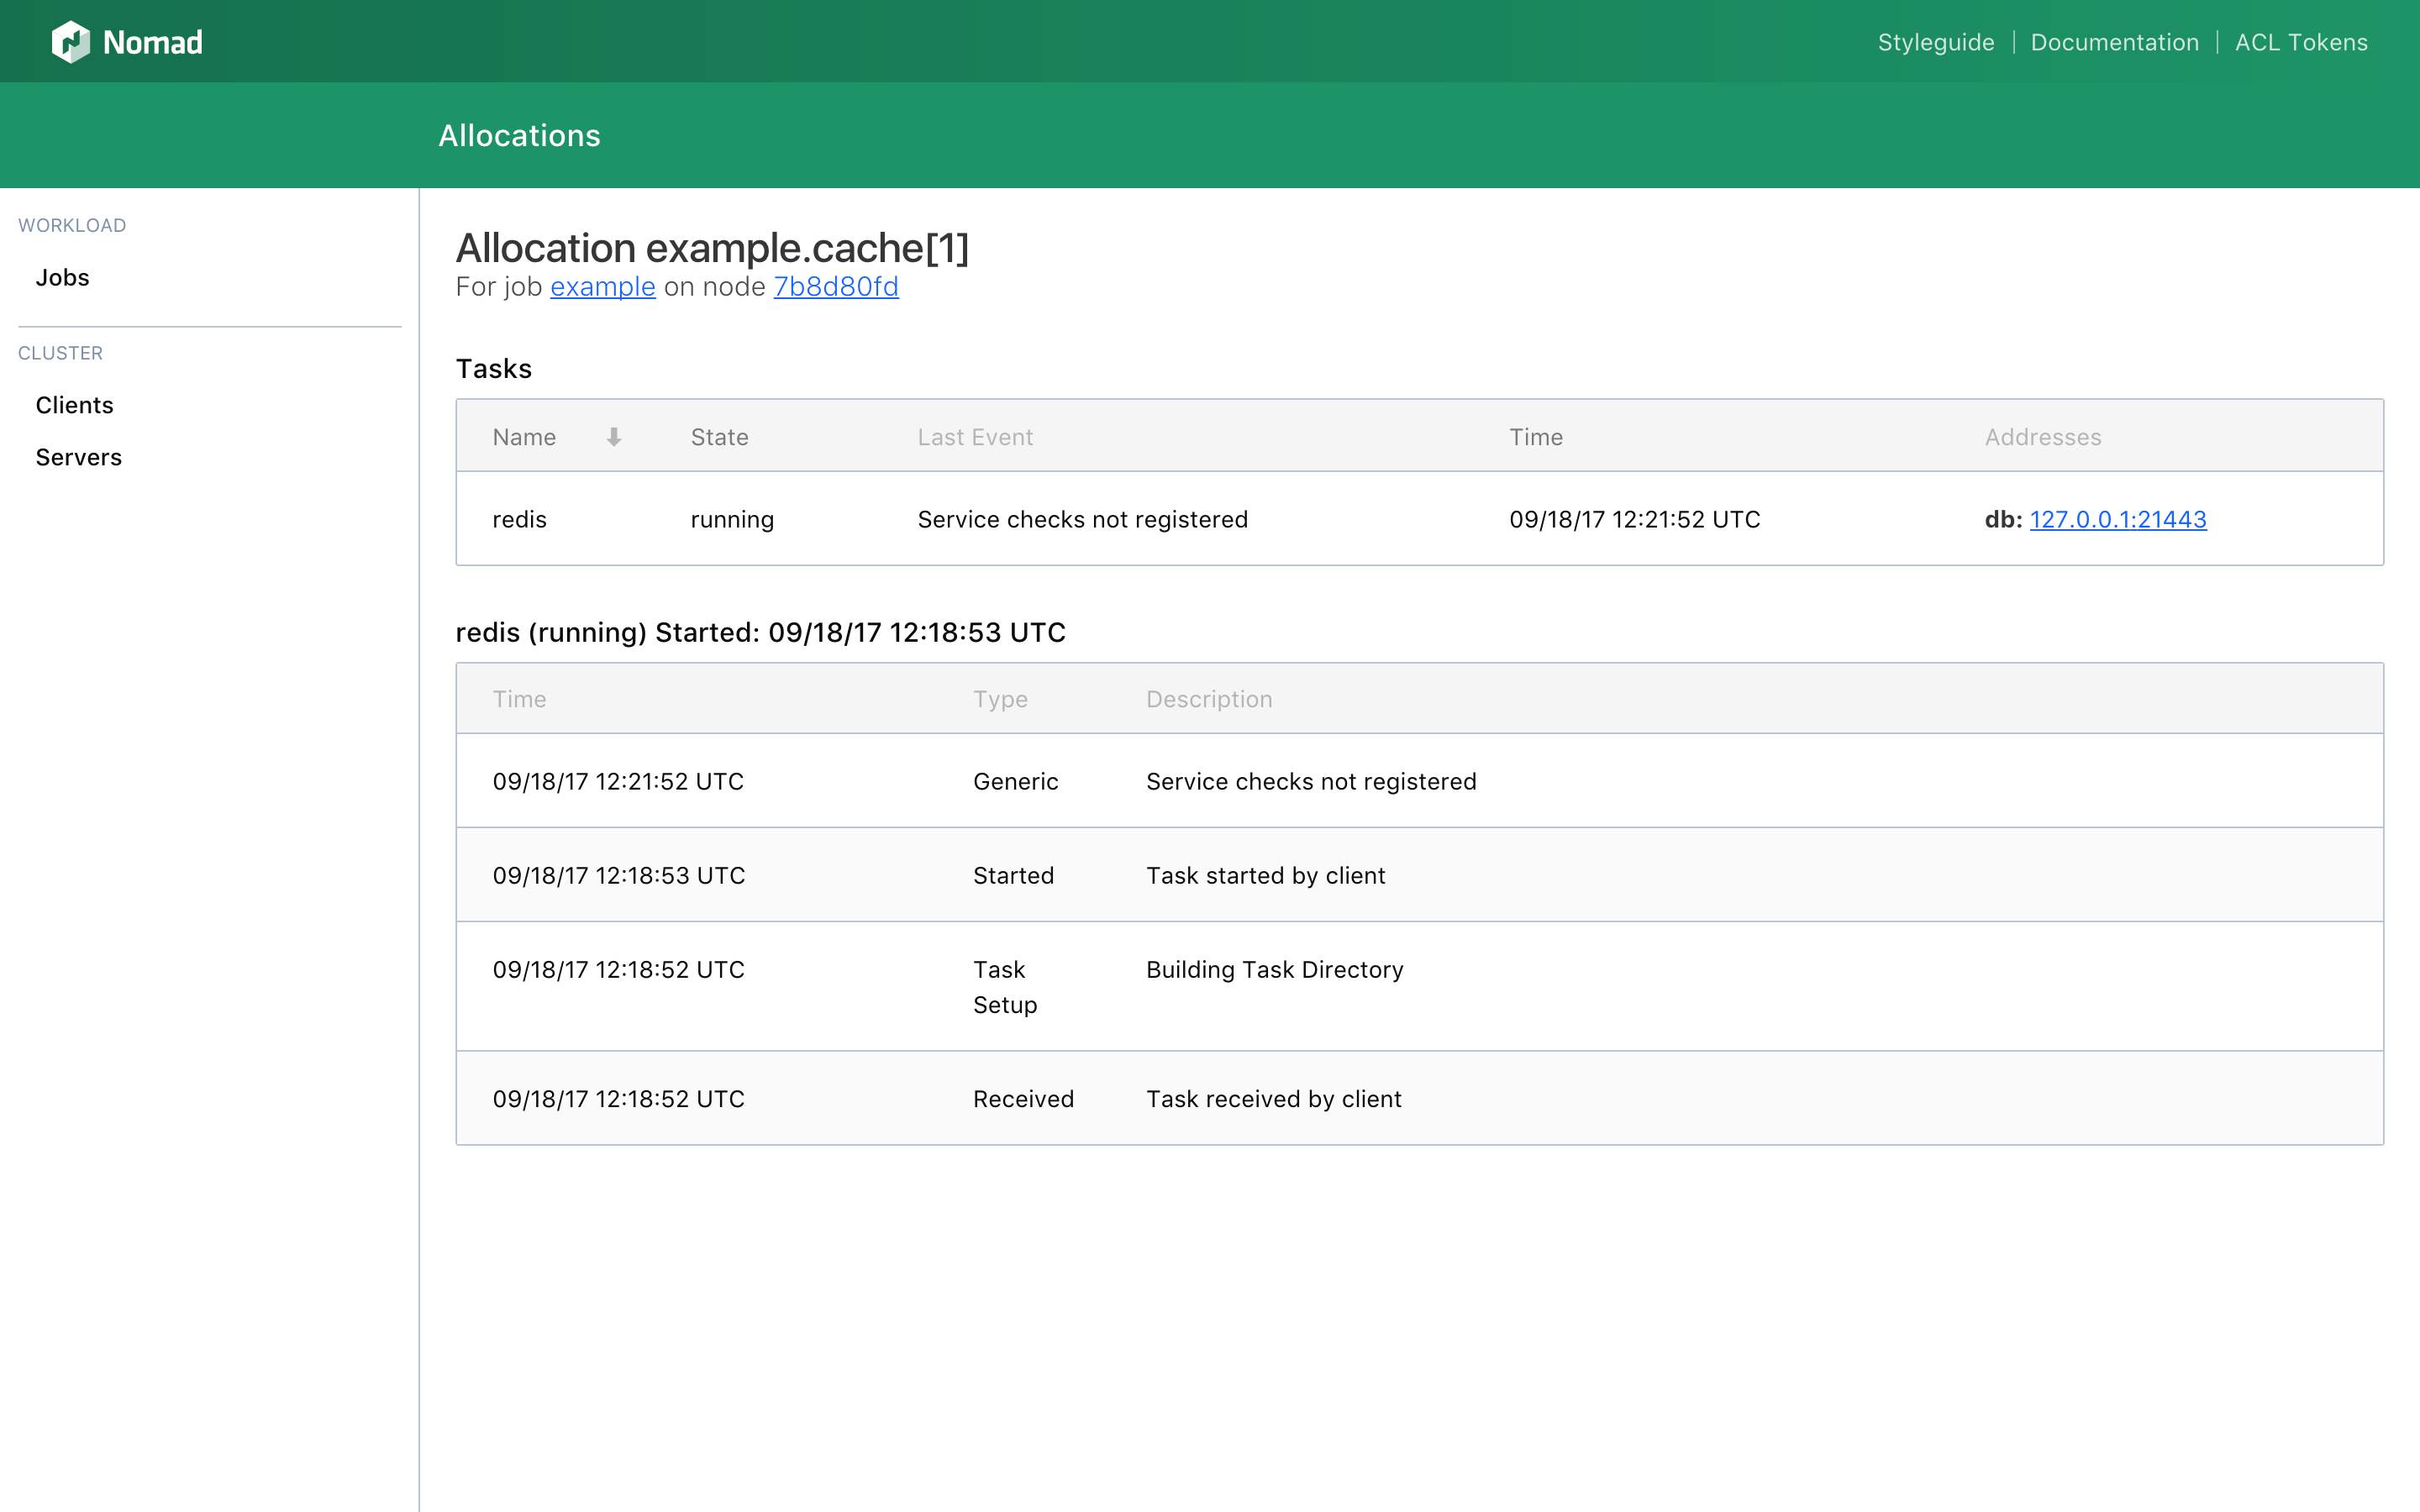 Nomad
Styleguide | Documentation | ACL Tokens
Allocations
WORKLOAD
Jobs
CLUSTER
Clients
Servers
Allocation example.cache[1]
For job example on node 7b8d80fd
Tasks
Name State Last Event Time Addresses
redis running Service checks not registered 09/18/17 12:21:52 UTC db: 127.0.0.1:21443
redis (running) Started: 09/18/17 12:18:53 UTC
Time Type Description
09/18/17 12:21:52 UTC Generic Service checks not registered
09/18/17 12:18:53 UTC Started Task started by client
09/18/17 12:18:52 UTC Task Building Task Directory
Setup
09/18/17 12:18:52 UTC Received Task received by client